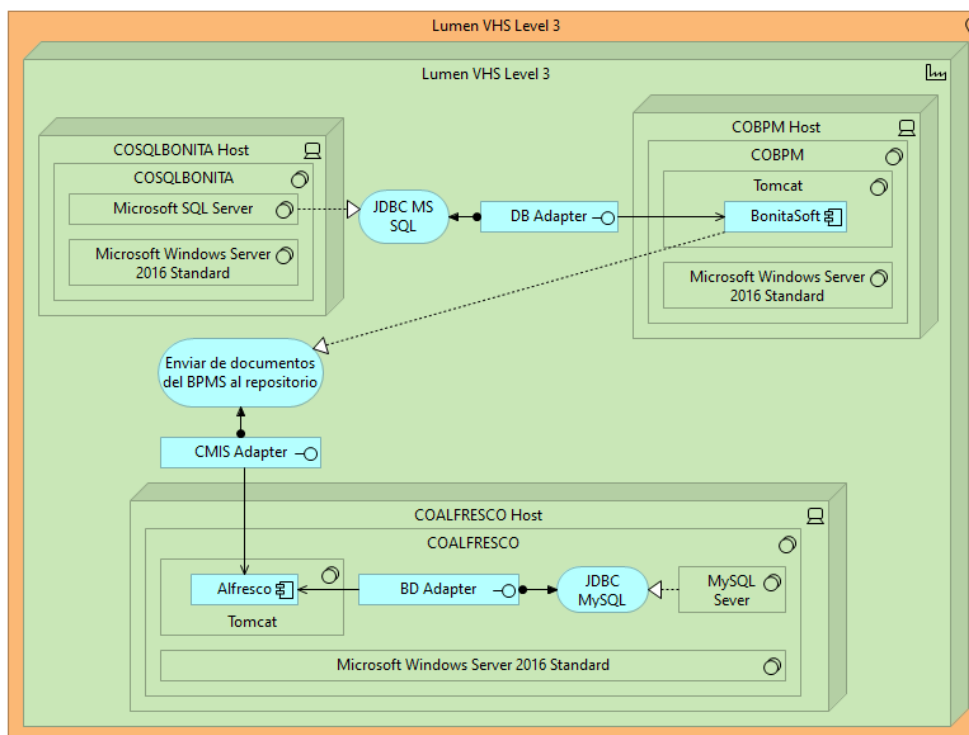 Lumen VHS Level 3
Lumen VHS Level 3
COSQLBONITA Host
COSQLBONITA
Microsoft SQL Server
Microsoft Windows Server
2016 Standard
JDBC MS
SQL
DB Adapter
COBPM Host
COBPM
Tomcat
BonitaSoft
Microsoft Windows Server
2016 Standard
Enviar de documentos
del BPMS al repositorio
CMIS Adapter
COALFRESCO Host
COALFRESCO
Alfresco
Tomcat
BD Adapter
JDBC
MySQL
MySQL
Sever
Microsoft Windows Server 2016 Standard